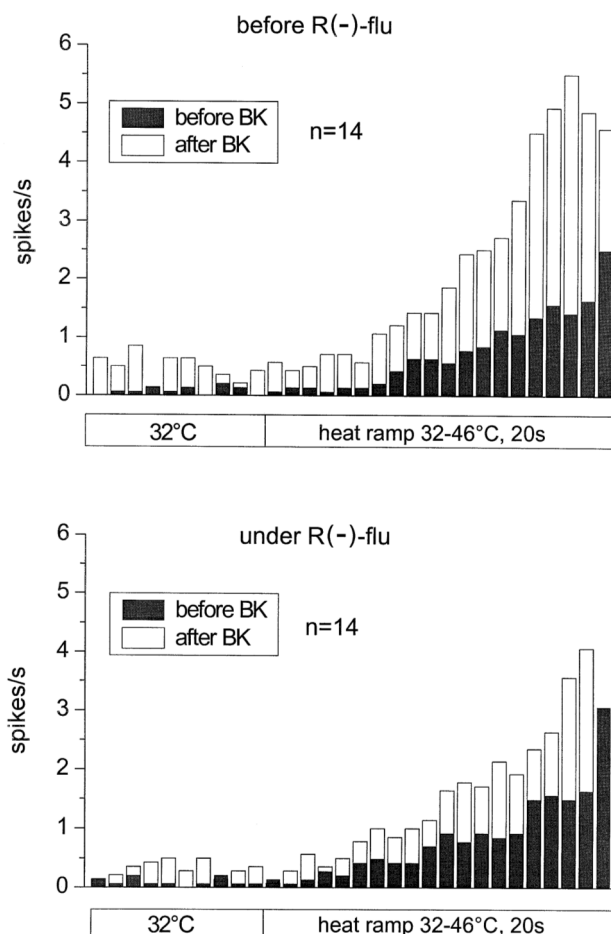 before R(-)-flu
6
5
4
3
2
1
0
spikes/s
before BK
after BK
n=14
32°C
heat ramp 32-46°C, 20s
under R(-)-flu
6
5
4
3
2
1
0
spikes/s
before BK
after BK
n=14
32°C
heat ramp 32-46°C, 20s